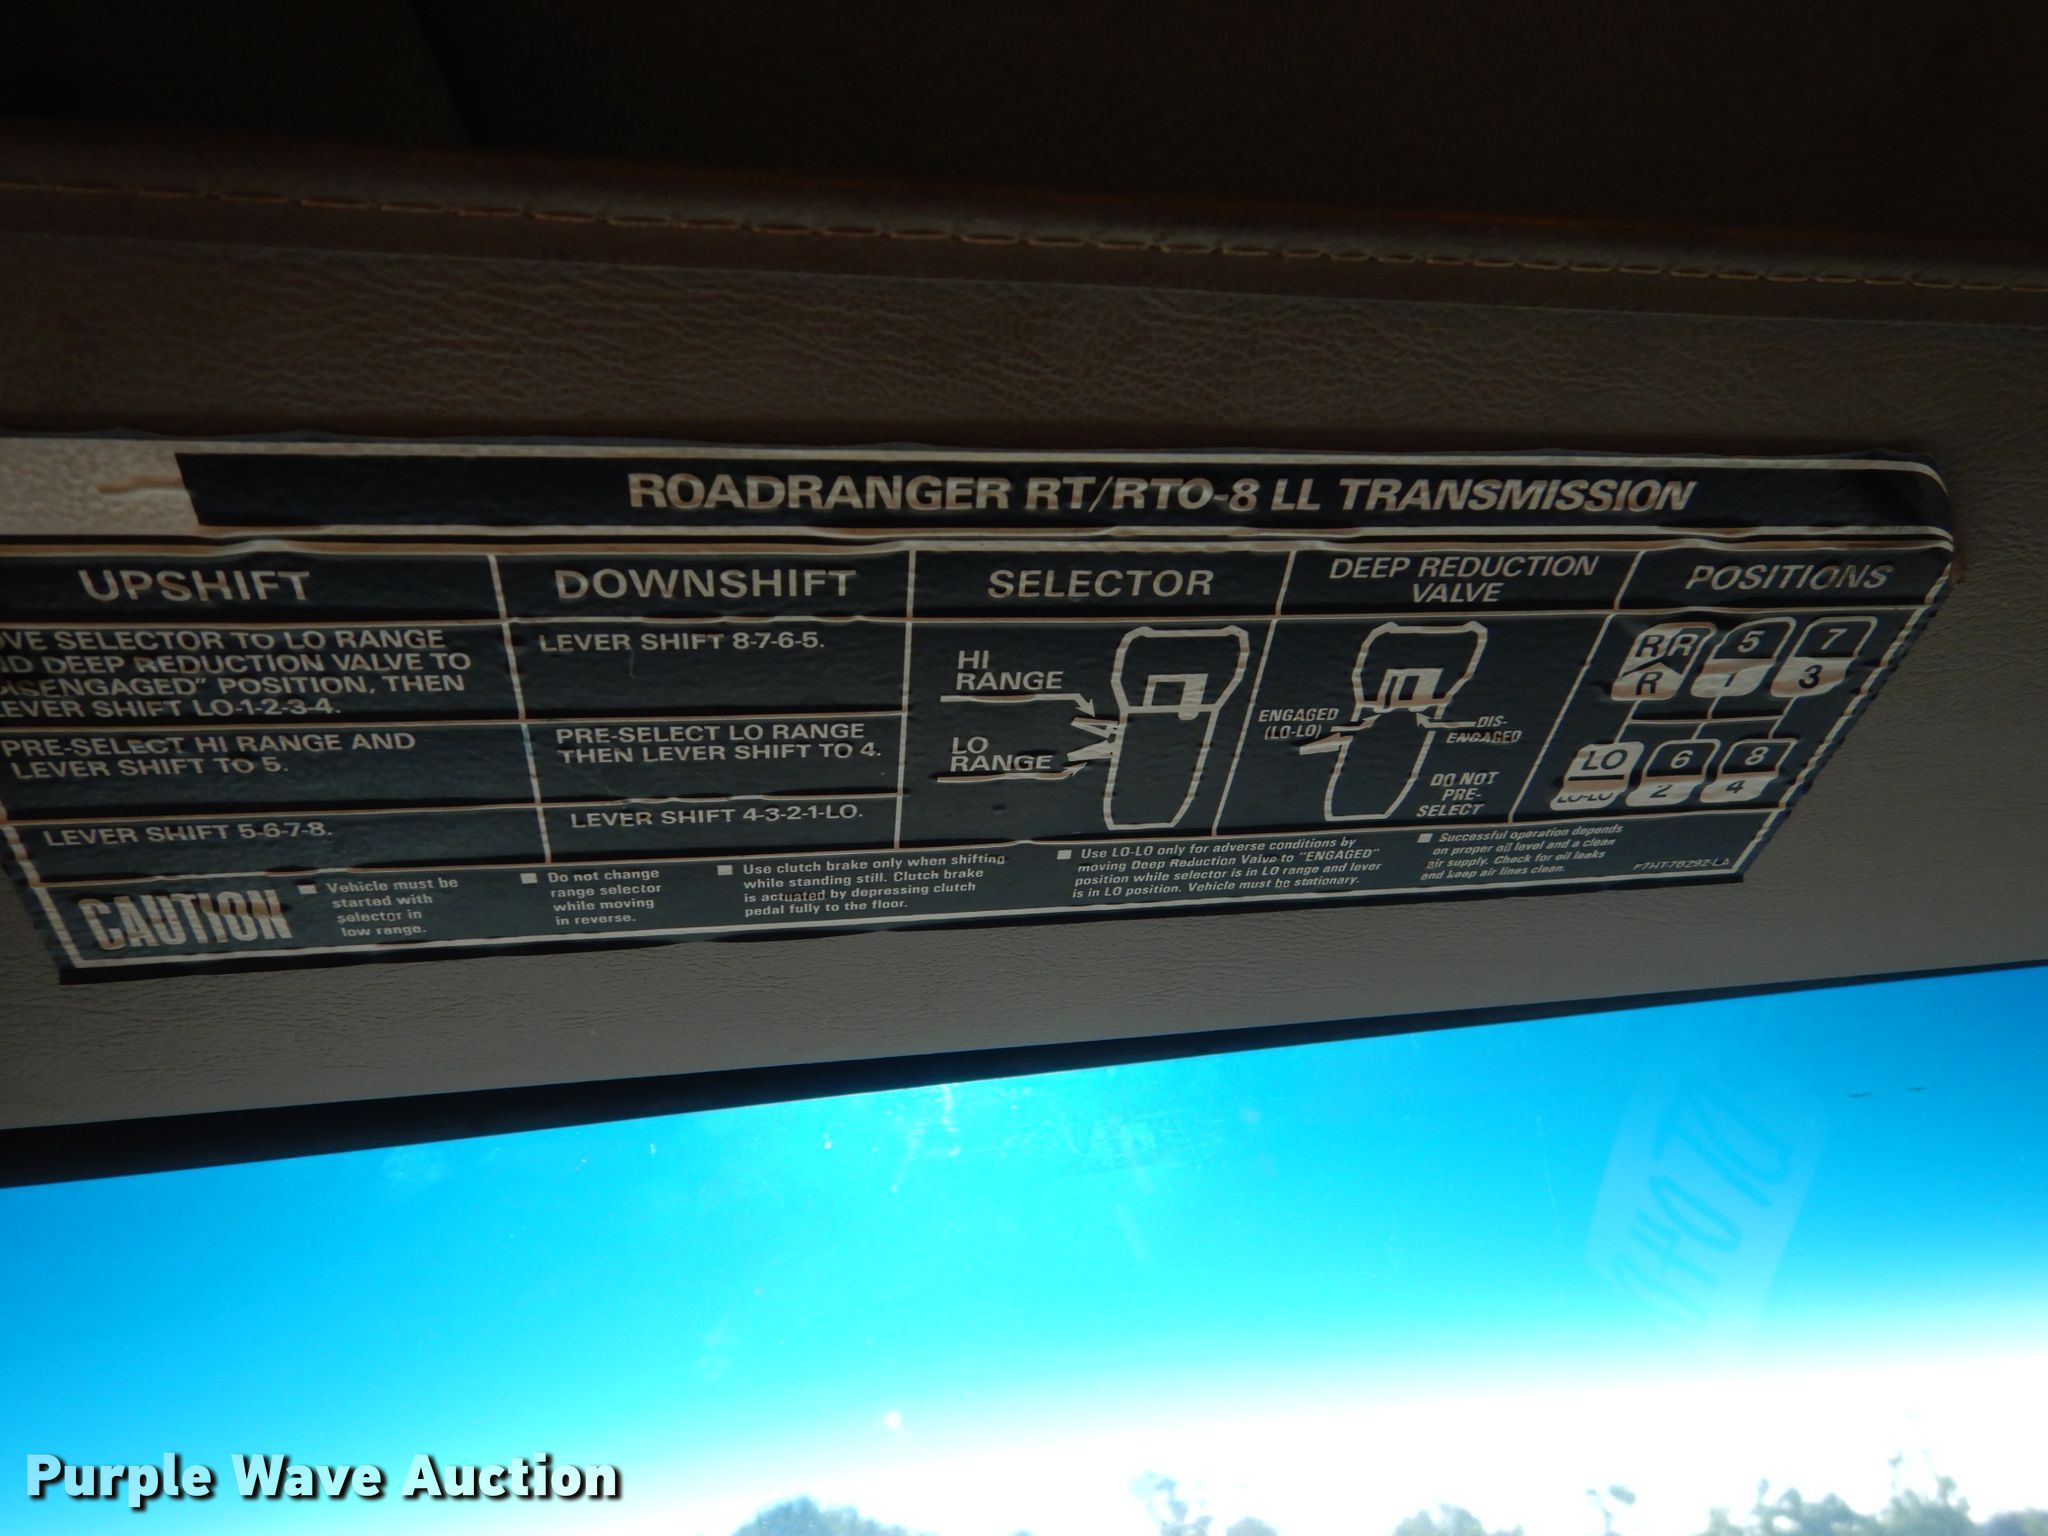 ROADRANGER RT/RTO-8 LL TRANSMISSION
UPSHIFT
SELECTOR TO LO RANGE
DEEP REDUCTION VALVE TO
POSITION, THEN
SHIFT LO-1-2-3-4.
PRE-SELECT HI RANGE AND
LEVER SHIFT TO 5.
LEVER SHIFT 5-6-7-8.
DOWNSHIFT
LEVER SHIFT 8-7-6-5.
PRE-SELECT LO RANGE
THEN LEVER SHIFT TO 4.
LEVER SHIFT 4-3-2-1-LO.
SELECTOR
HI
RANGE
LO
RANGE
DEEP REDUCTION
VALVE
ENGAGED
(LO-LO)
DIS-
ENGAGED
DO NOT
PRE-
SELECT
POSITIONS
R R 5 7
R 1 3
LO 6 8
LO-LO 2 4
CAUTION
Vehicle must be
started with
selector in
low range.
Do not change
range selector
while moving
in reverse.
Use clutch brake only when shifting
while standing still. Clutch brake
is actuated by depressing clutch
pedal fully to the floor.
Use LO-LO only for adverse conditions by
moving Deep Reduction Valve to "ENGAGED"
position while selector is in LO range and lever
is in LO position. Vehicle must be stationary.
Successful operation depends
on proper oil level and a clean
air supply. Check for oil leaks
and keep air lines clean.
F7HT-7B292-LA
Purple Wave Auction